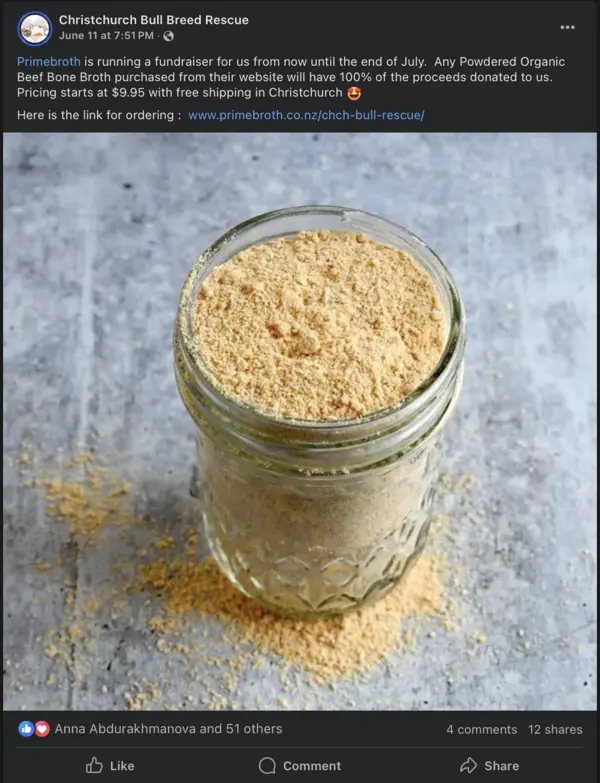 Christchurch Bull Breed Rescue
June 11 at 7:51 PM ·
Primebroth is running a fundraiser for us from now until the end of July.  Any Powdered Organic
Beef Bone Broth purchased from their website will have 100% of the proceeds donated to us.
Pricing starts at $9.95 with free shipping in Christchurch 🤩
Here is the link for ordering :  www.primebroth.co.nz/chch-bull-rescue/
Anna Abdurakhmanova and 51 others
4 comments 12 shares
Like Comment Share